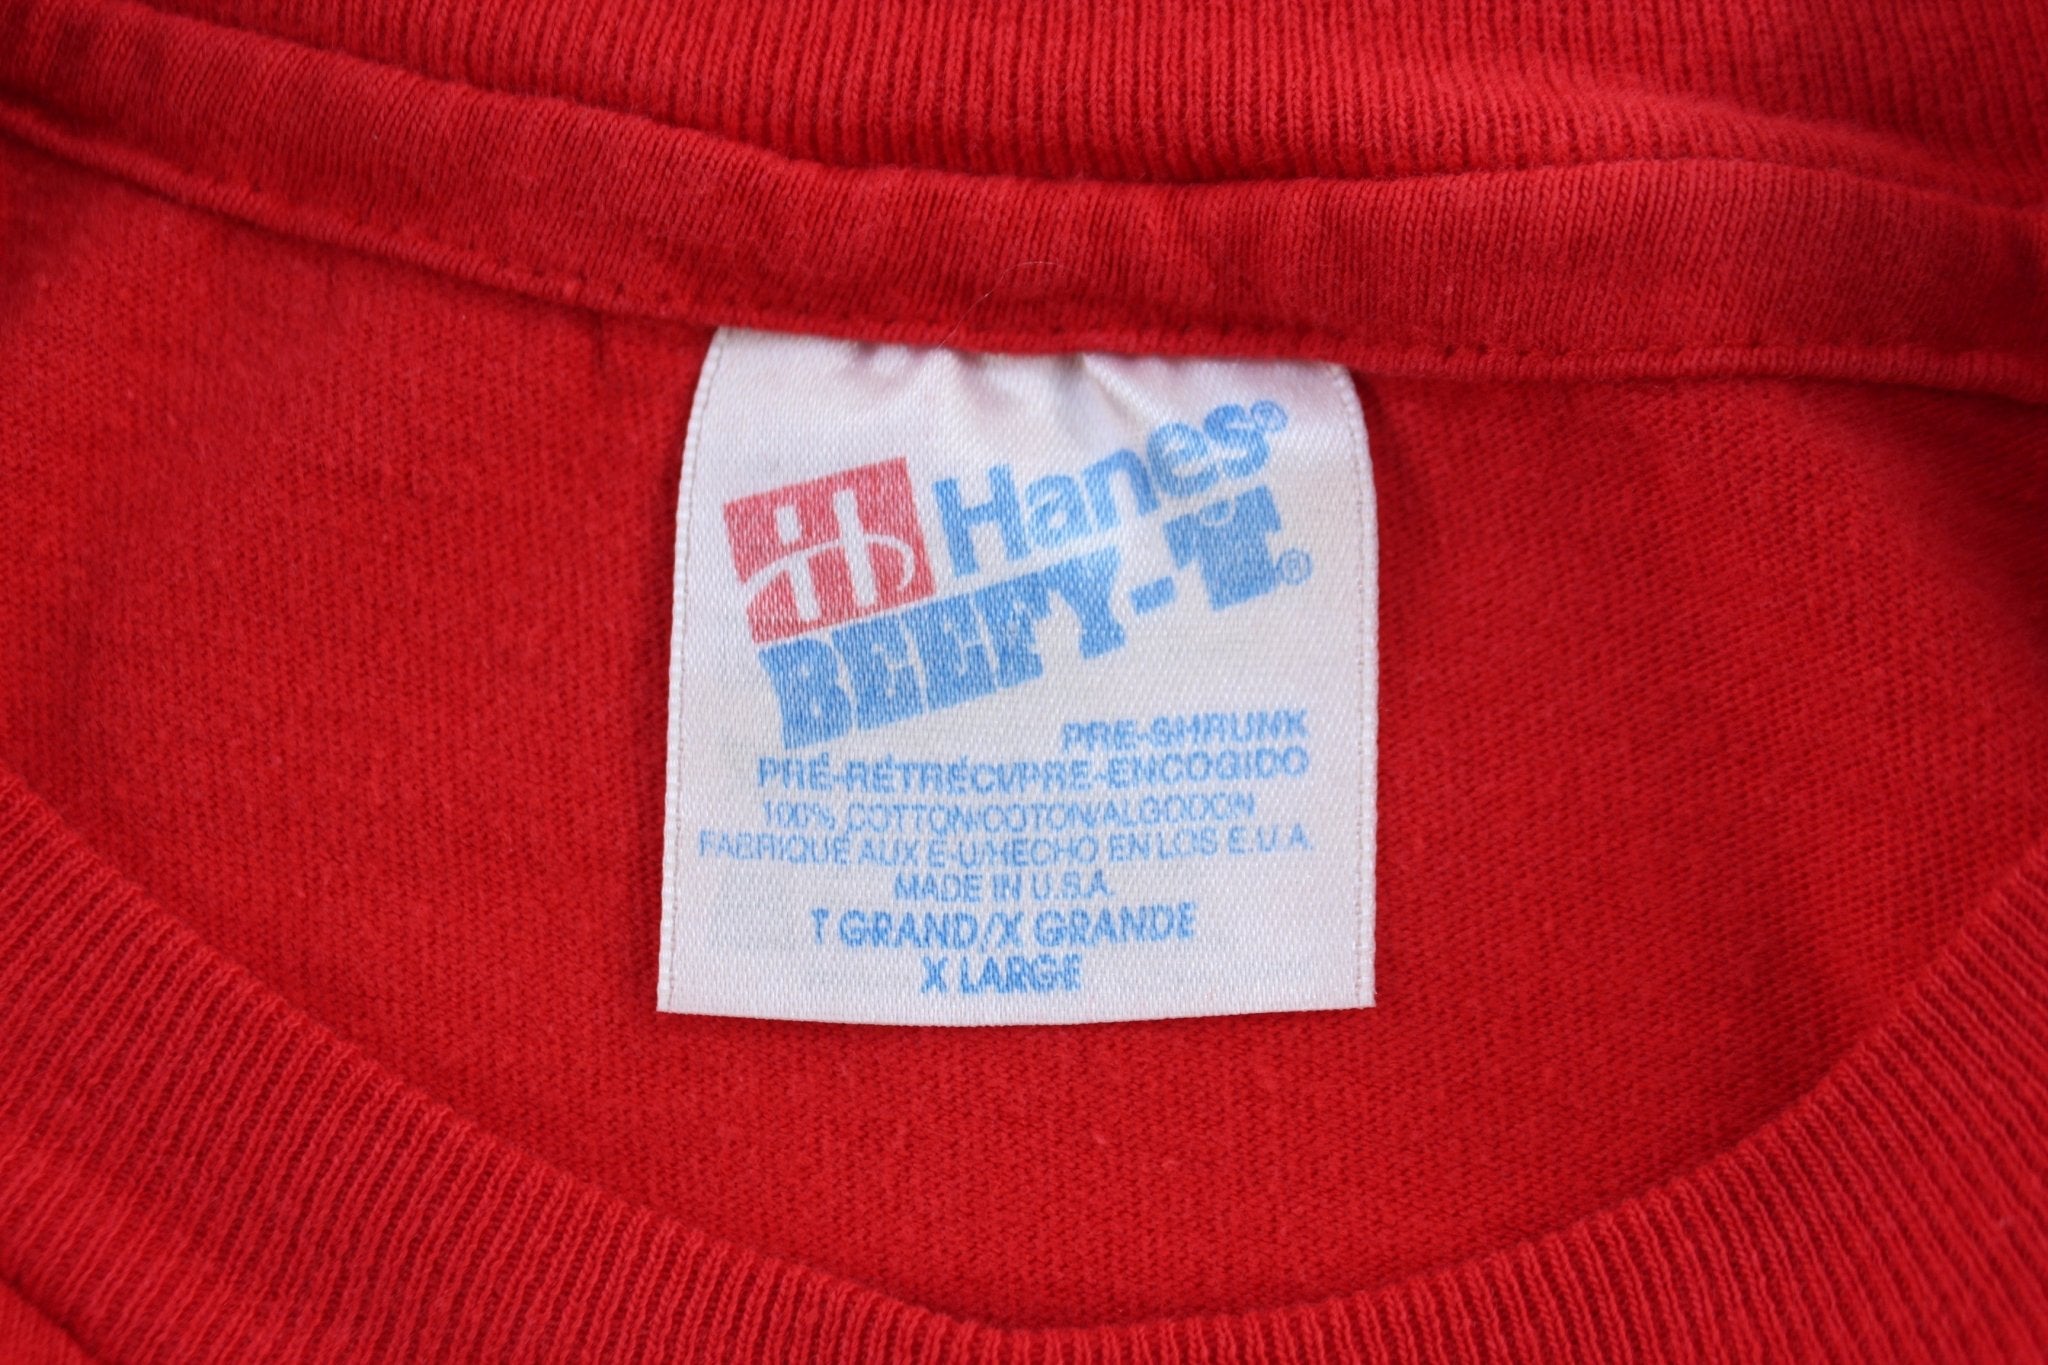 Hanes®
BEEFY-T®
PRE-SHRUNK
PRÉ-RÉTRÉCI/PRE-ENCOGIDO
100% COTTON/COTON/ALGODON
FABRIQUÉ AUX E-U/HECHO EN LOS E.U.A.
MADE IN U.S.A.
T GRAND/X GRANDE
X LARGE